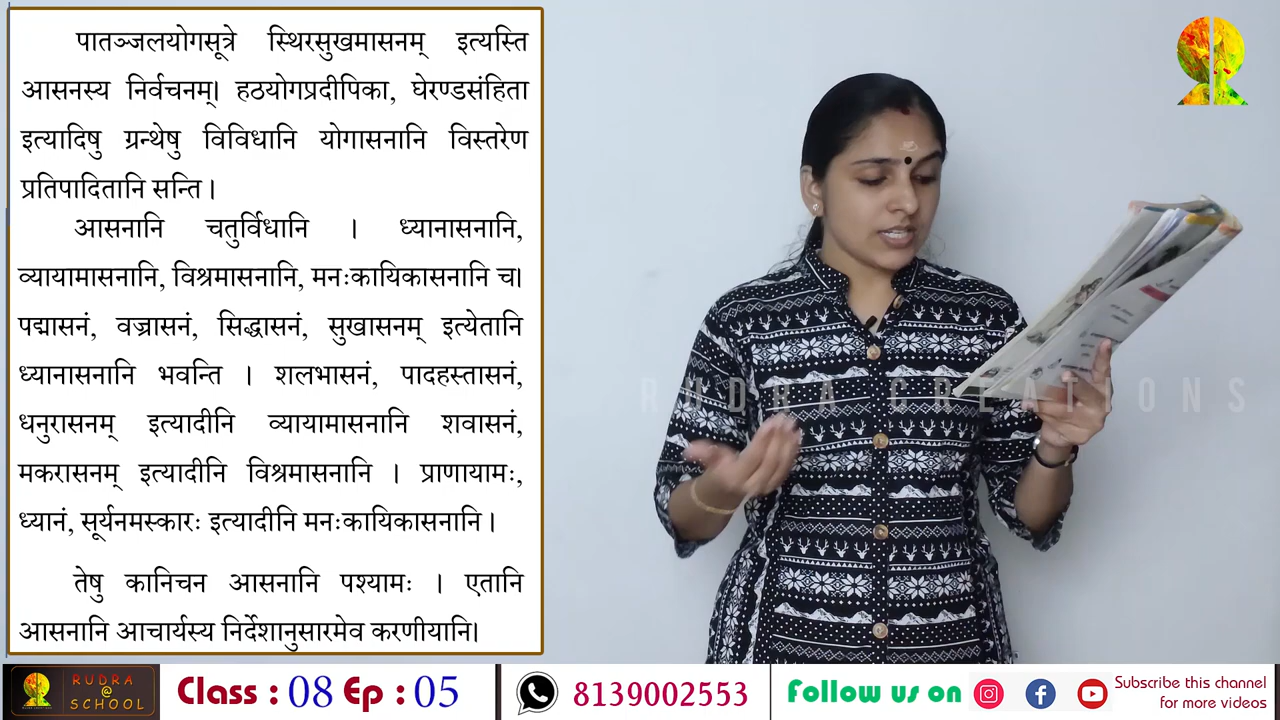 पातञ्जलयोगसूत्रे स्थिरसुखमासनम् इत्यस्ति
आसनस्य निर्वचनम्। हठयोगप्रदीपिका, घेरण्डसंहिता
इत्यादिषु ग्रन्थेषु विविधानि योगासनानि विस्तरेण
प्रतिपादितानि सन्ति।
आसनानि चतुर्विधानि । ध्यानासनानि,
व्यायामासनानि, विश्रमासनानि, मनःकायिकासनानि च।
पद्मासनं, वज्रासनं, सिद्धासनं, सुखासनम् इत्येतानि
ध्यानासनानि भवन्ति । शलभासनं, पादहस्तासनं,
धनुरासनम् इत्यादीनि व्यायामासनानि शवासनं,
मकरासनम् इत्यादीनि विश्रमासनानि । प्राणायामः,
ध्यानं, सूर्यनमस्कारः इत्यादीनि मनःकायिकासनानि।
तेषु कानिचन आसनानि पश्यामः । एतानि
आसनानि आचार्यस्य निर्देशानुसारमेव करणीयानि।
RUDRA CREATIONS
RUDRA
@
SCHOOL
Class : 08 Ep : 05
8139002553
Follow us on
Subscribe this channel
for more videos